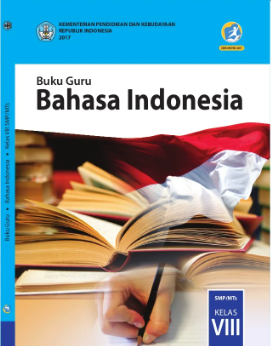 KEMENTERIAN PENDIDIKAN DAN KEBUDAYAAN
REPUBLIK INDONESIA
2017
Buku Guru
Bahasa Indonesia
Buku Guru • Bahasa Indonesia • Kelas VIII SMP/MTs
SMP/MTs
KELAS
VIII